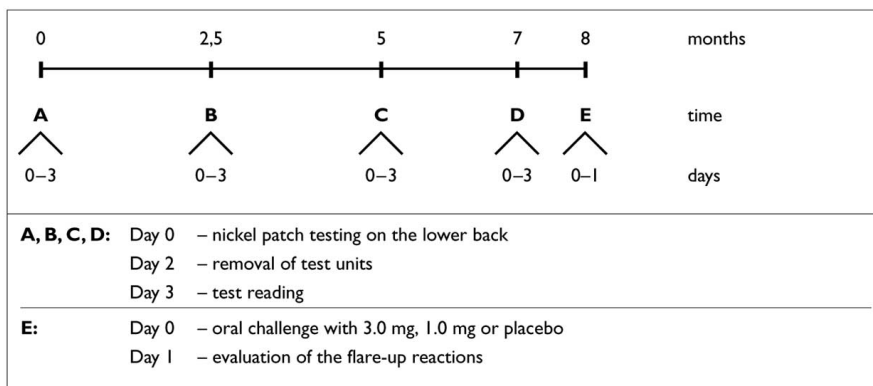 0 2,5 5 7 8 months
A B C D E time
0–3 0–3 0–3 0–3 0–1 days
A, B, C, D: Day 0 – nickel patch testing on the lower back
Day 2 – removal of test units
Day 3 – test reading
E: Day 0 – oral challenge with 3.0 mg, 1.0 mg or placebo
Day 1 – evaluation of the flare-up reactions